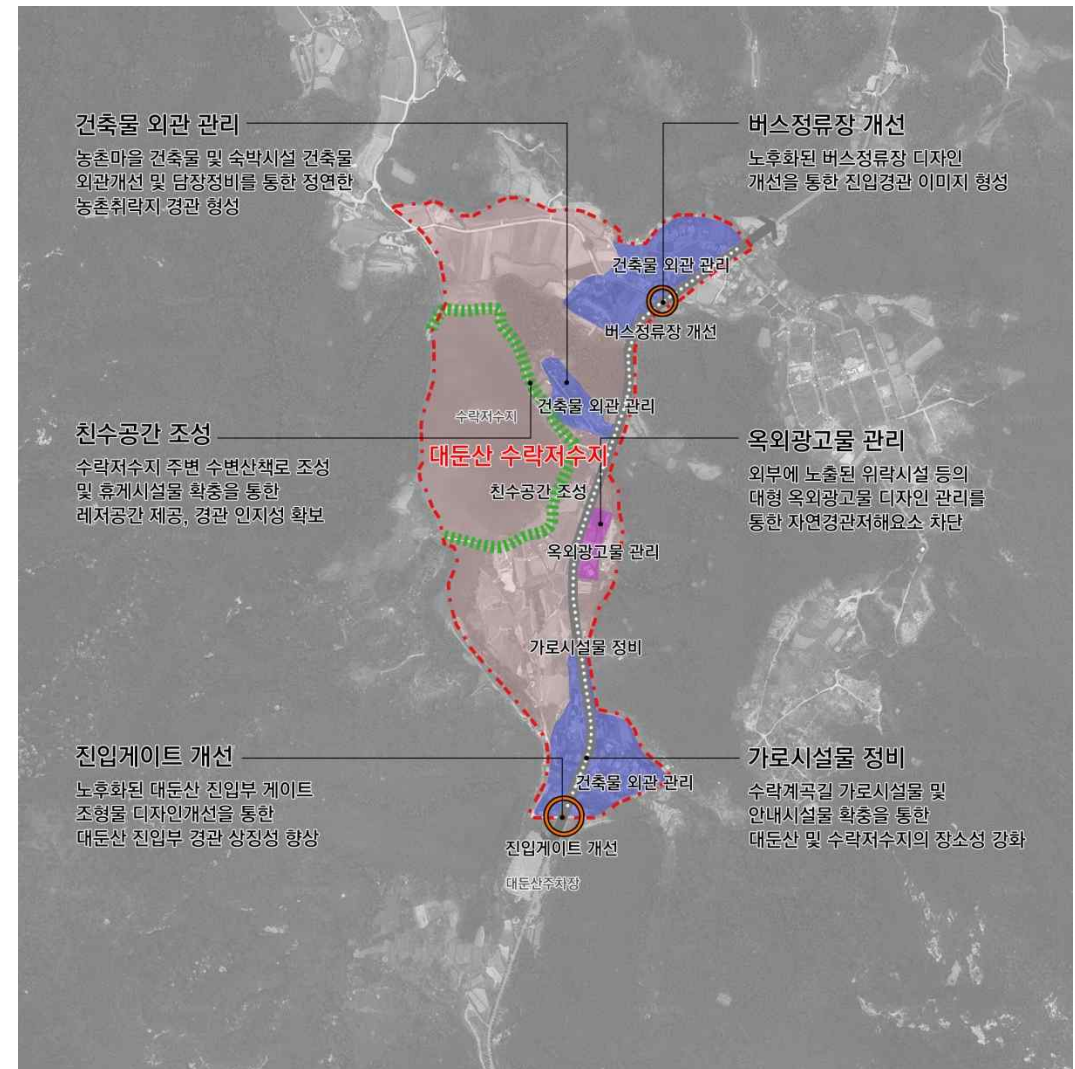 건축물 외관 관리
농촌마을 건축물 및 숙박시설 건축물
외관개선 및 담장정비를 통한 정연한
농촌취락지 경관 형성
버스정류장 개선
노후화된 버스정류장 디자인
개선을 통한 진입경관 이미지 형성
건축물 외관 관리
버스정류장 개선
건축물 외관 관리
수락저수지
대둔산 수락저수지
친수공간 조성
친수공간 조성
수락저수지 주변 수변산책로 조성
및 휴게시설물 확충을 통한
레저공간 제공, 경관 인지성 확보
옥외광고물 관리
외부에 노출된 위락시설 등의
대형 옥외광고물 디자인 관리를
통한 자연경관저해요소 차단
옥외광고물 관리
가로시설물 정비
진입게이트 개선
노후화된 대둔산 진입부 게이트
조형물 디자인개선을 통한
대둔산 진입부 경관 상징성 향상
가로시설물 정비
수락계곡길 가로시설물 및
안내시설물 확충을 통한
대둔산 및 수락저수지의 장소성 강화
건축물 외관 관리
진입게이트 개선
대둔산주차장